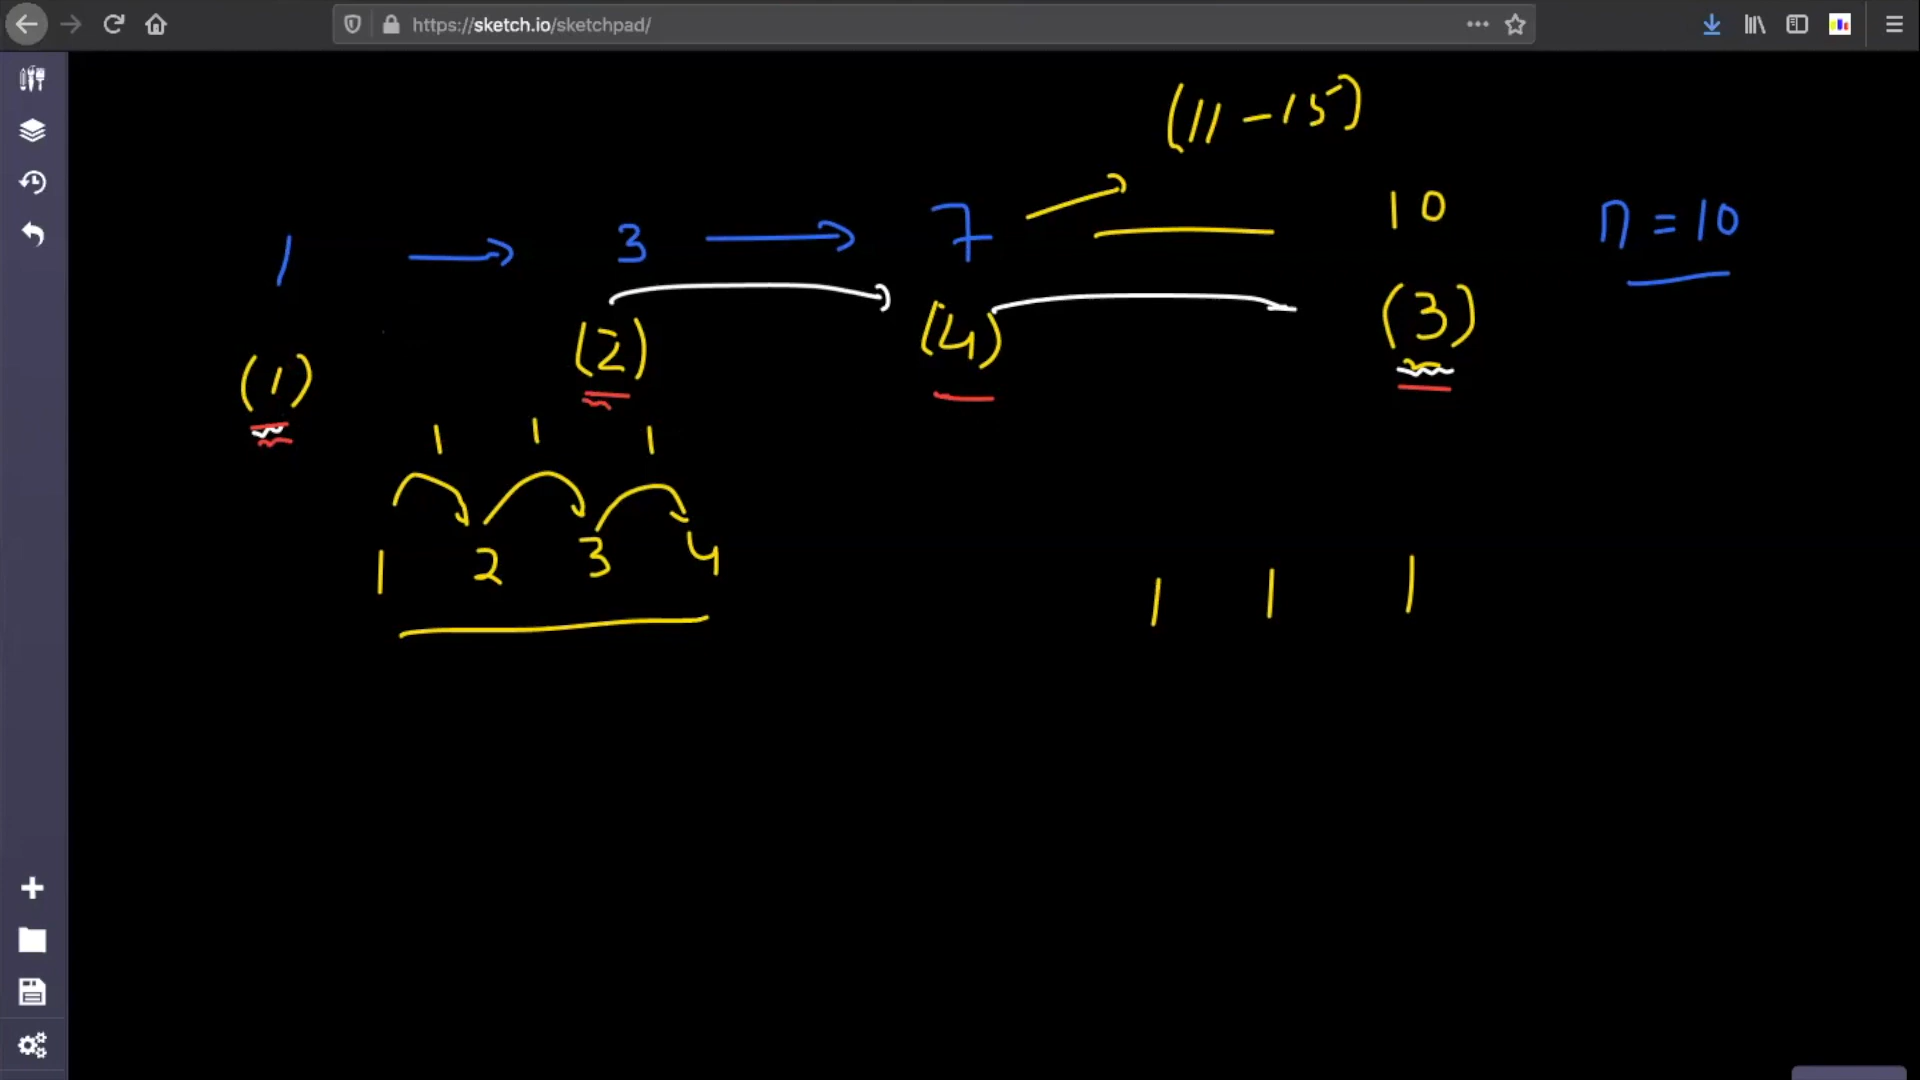 https://sketch.io/sketchpad/
(11-15)
1 3 7 10 n = 10
(1) (2) (4) (3)
1 1 1
1 2 3 4
1 1 1